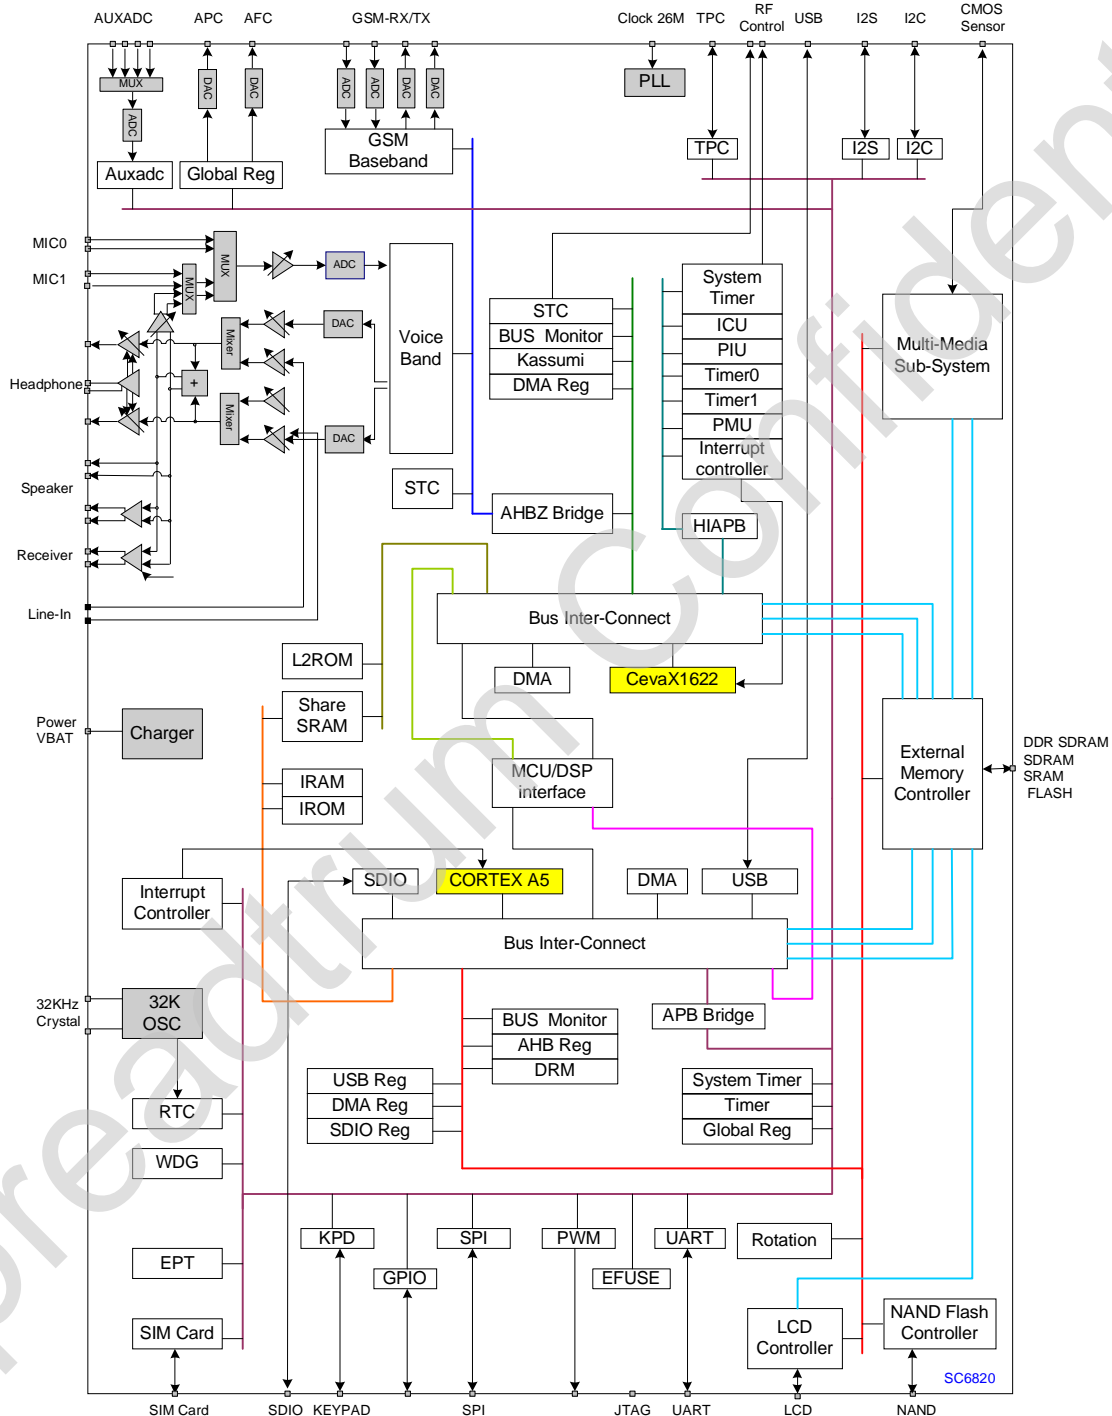 AUXADC APC AFC GSM-RX/TX Clock 26M TPC RF Control USB I2S I2C CMOS Sensor
MUX
ADC
DAC
DAC
ADC
ADC
DAC
DAC
PLL
GSM Baseband
TPC
I2S
I2C
Auxadc
Global Reg
MIC0
MIC1
MUX
MUX
ADC
DAC
Mixer
Voice Band
Headphone
+
Mixer
DAC
STC
BUS Monitor
Kassumi
DMA Reg
System Timer
ICU
PIU
Timer0
Timer1
PMU
Interrupt controller
Multi-Media Sub-System
Speaker
STC
AHBZ Bridge
HIAPB
Receiver
Line-In
Bus Inter-Connect
L2ROM
DMA
CevaX1622
Share SRAM
Power VBAT
Charger
MCU/DSP interface
External Memory Controller
DDR SDRAM
SDRAM
SRAM
FLASH
IRAM
IROM
Interrupt Controller
SDIO
CORTEX A5
DMA
USB
Bus Inter-Connect
32KHz Crystal
32K OSC
BUS Monitor
AHB Reg
DRM
APB Bridge
USB Reg
DMA Reg
SDIO Reg
System Timer
Timer
Global Reg
RTC
WDG
EPT
SIM Card
KPD
GPIO
SPI
PWM
EFUSE
UART
Rotation
LCD Controller
NAND Flash Controller
SC6820
SIM Card SDIO KEYPAD SPI JTAG UART LCD NAND
preadtrum Confident